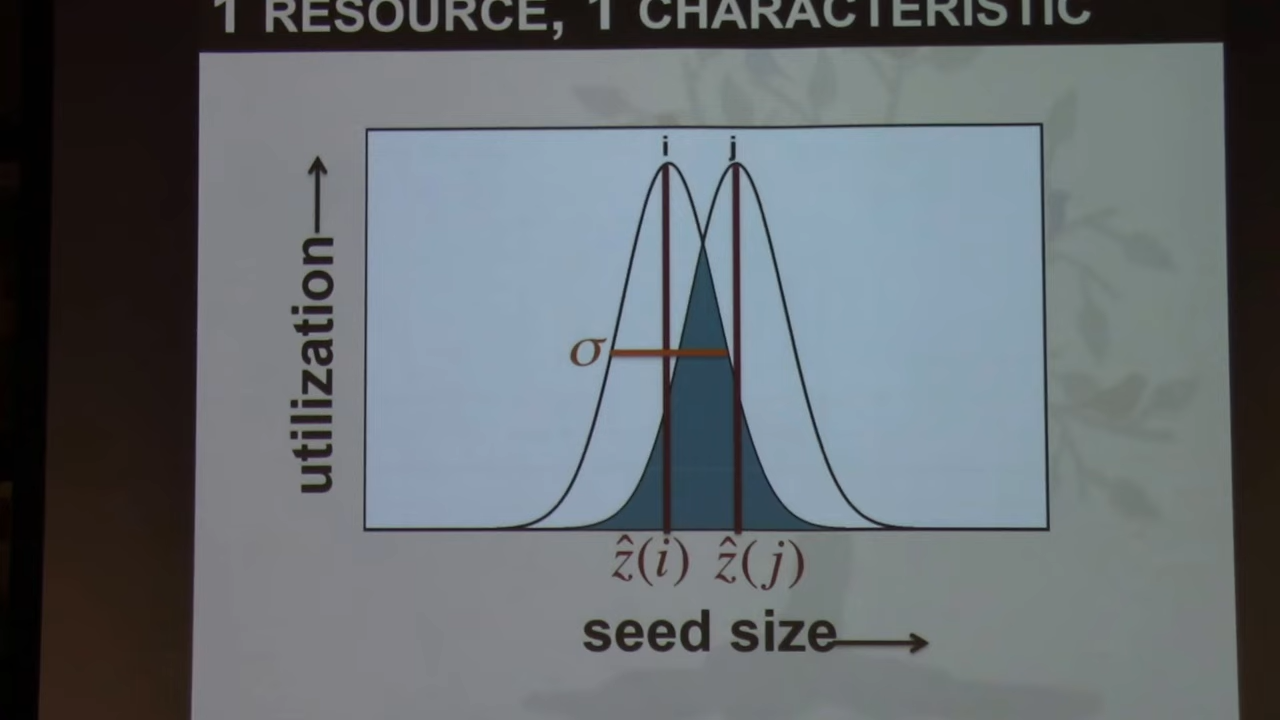 1 RESOURCE, 1 CHARACTERISTIC
i j
utilization
σ
ẑ(i) ẑ(j)
seed size